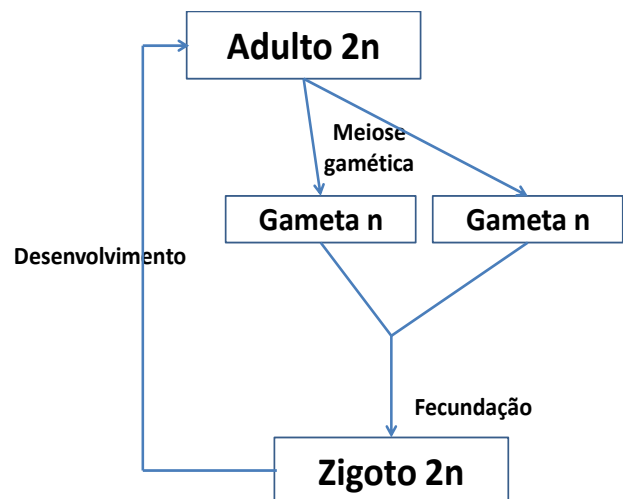 Adulto 2n
Meiose
gamética
Gameta n
Gameta n
Desenvolvimento
Fecundação
Zigoto 2n